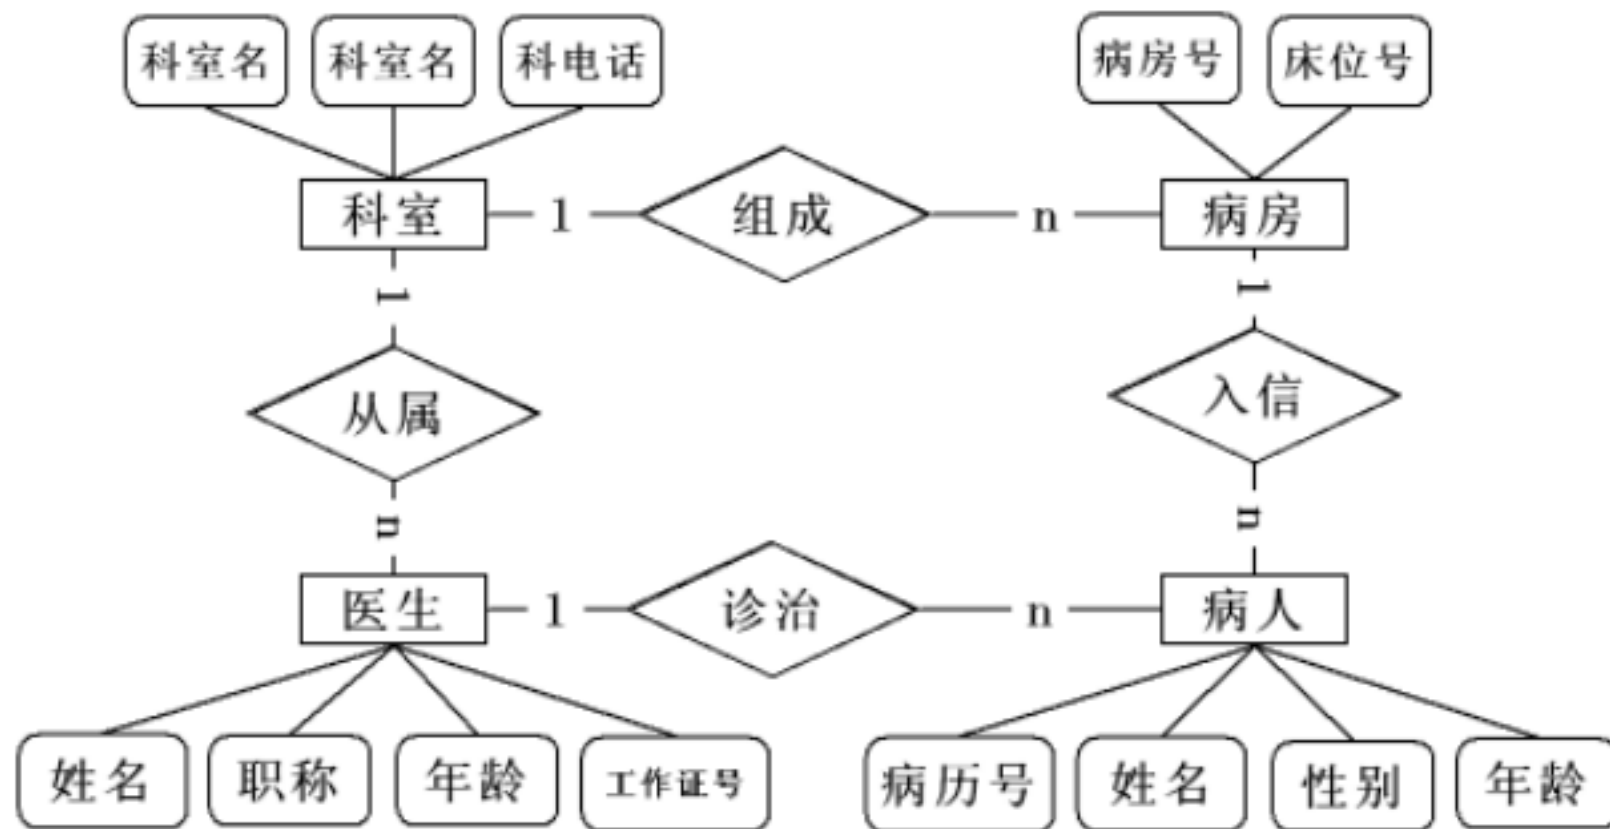 科室名 科室名 科电话 病房号 床位号
科室 1 组成 n 病房
1 1
从属 入信
n n
医生 1 诊治 n 病人
姓名 职称 年龄 工作证号 病历号 姓名 性别 年龄